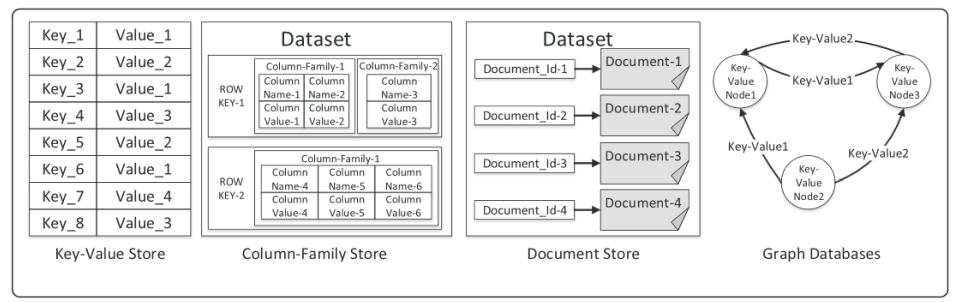 Key_1 Value_1
Key_2 Value_2
Key_3 Value_1
Key_4 Value_3
Key_5 Value_2
Key_6 Value_1
Key_7 Value_4
Key_8 Value_3
Key-Value Store
Dataset
ROW
KEY-1
Column-Family-1
Column Column
Name-1 Name-2
Column Column
Value-1 Value-2
Column-Family-2
Column
Name-3
Column
Value-3
ROW
KEY-2
Column-Family-1
Column Column Column
Name-4 Name-5 Name-6
Column Column Column
Value-4 Value-5 Value-6
Column-Family Store
Dataset
Document_Id-1 Document-1
Document_Id-2 Document-2
Document_Id-3 Document-3
Document_Id-4 Document-4
Document Store
Key-Value2
Key-
Value
Node1
Key-Value1
Key-
Value
Node3
Key-Value1
Key-Value2
Key-
Value
Node2
Graph Databases